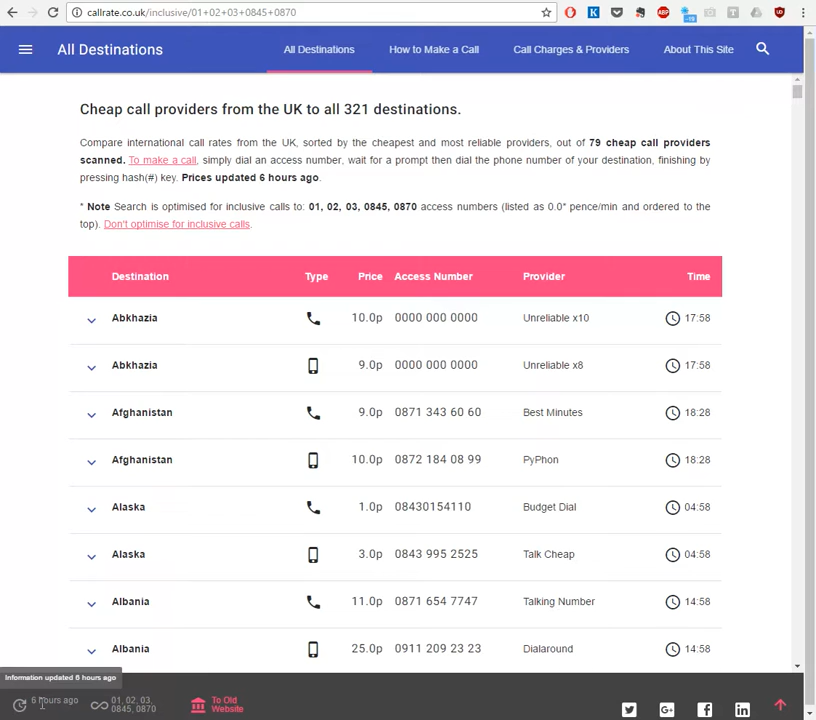 callrate.co.uk/inclusive/01+02+03+0845+0870
ABP
-15
T
UD
All Destinations
All Destinations How to Make a Call Call Charges & Providers About This Site
Cheap call providers from the UK to all 321 destinations.
Compare international call rates from the UK, sorted by the cheapest and most reliable providers, out of 79 cheap call providers
scanned. To make a call, simply dial an access number, wait for a prompt then dial the phone number of your destination, finishing by
pressing hash(#) key. Prices updated 6 hours ago.
* Note Search is optimised for inclusive calls to: 01, 02, 03, 0845, 0870 access numbers (listed as 0.0* pence/min and ordered to the
top). Don't optimise for inclusive calls.
Destination Type Price Access Number Provider Time
Abkhazia 10.0p 0000 000 0000 Unreliable x10 17:58
Abkhazia 9.0p 0000 000 0000 Unreliable x8 17:58
Afghanistan 9.0p 0871 343 60 60 Best Minutes 18:28
Afghanistan 10.0p 0872 184 08 99 PyPhon 18:28
Alaska 1.0p 08430154110 Budget Dial 04:58
Alaska 3.0p 0843 995 2525 Talk Cheap 04:58
Albania 11.0p 0871 654 7747 Talking Number 14:58
Albania 25.0p 0911 209 23 23 Dialaround 14:58
Information updated 6 hours ago
6 hours ago
01, 02, 03,
0845, 0870
To Old
Website